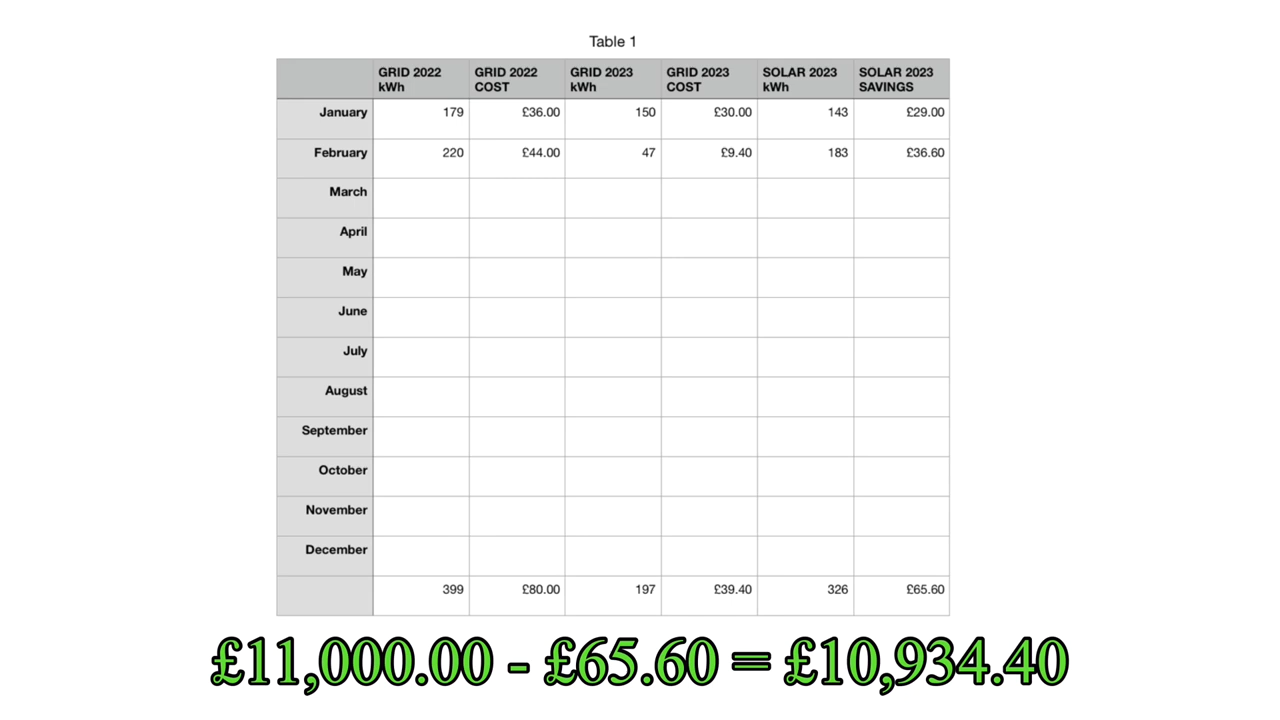 Table 1
GRID 2022 kWh GRID 2022 COST GRID 2023 kWh GRID 2023 COST SOLAR 2023 kWh SOLAR 2023 SAVINGS
January 179 £36.00 150 £30.00 143 £29.00
February 220 £44.00 47 £9.40 183 £36.60
March
April
May
June
July
August
September
October
November
December
399 £80.00 197 £39.40 326 £65.60
£11,000.00 - £65.60 = £10,934.40